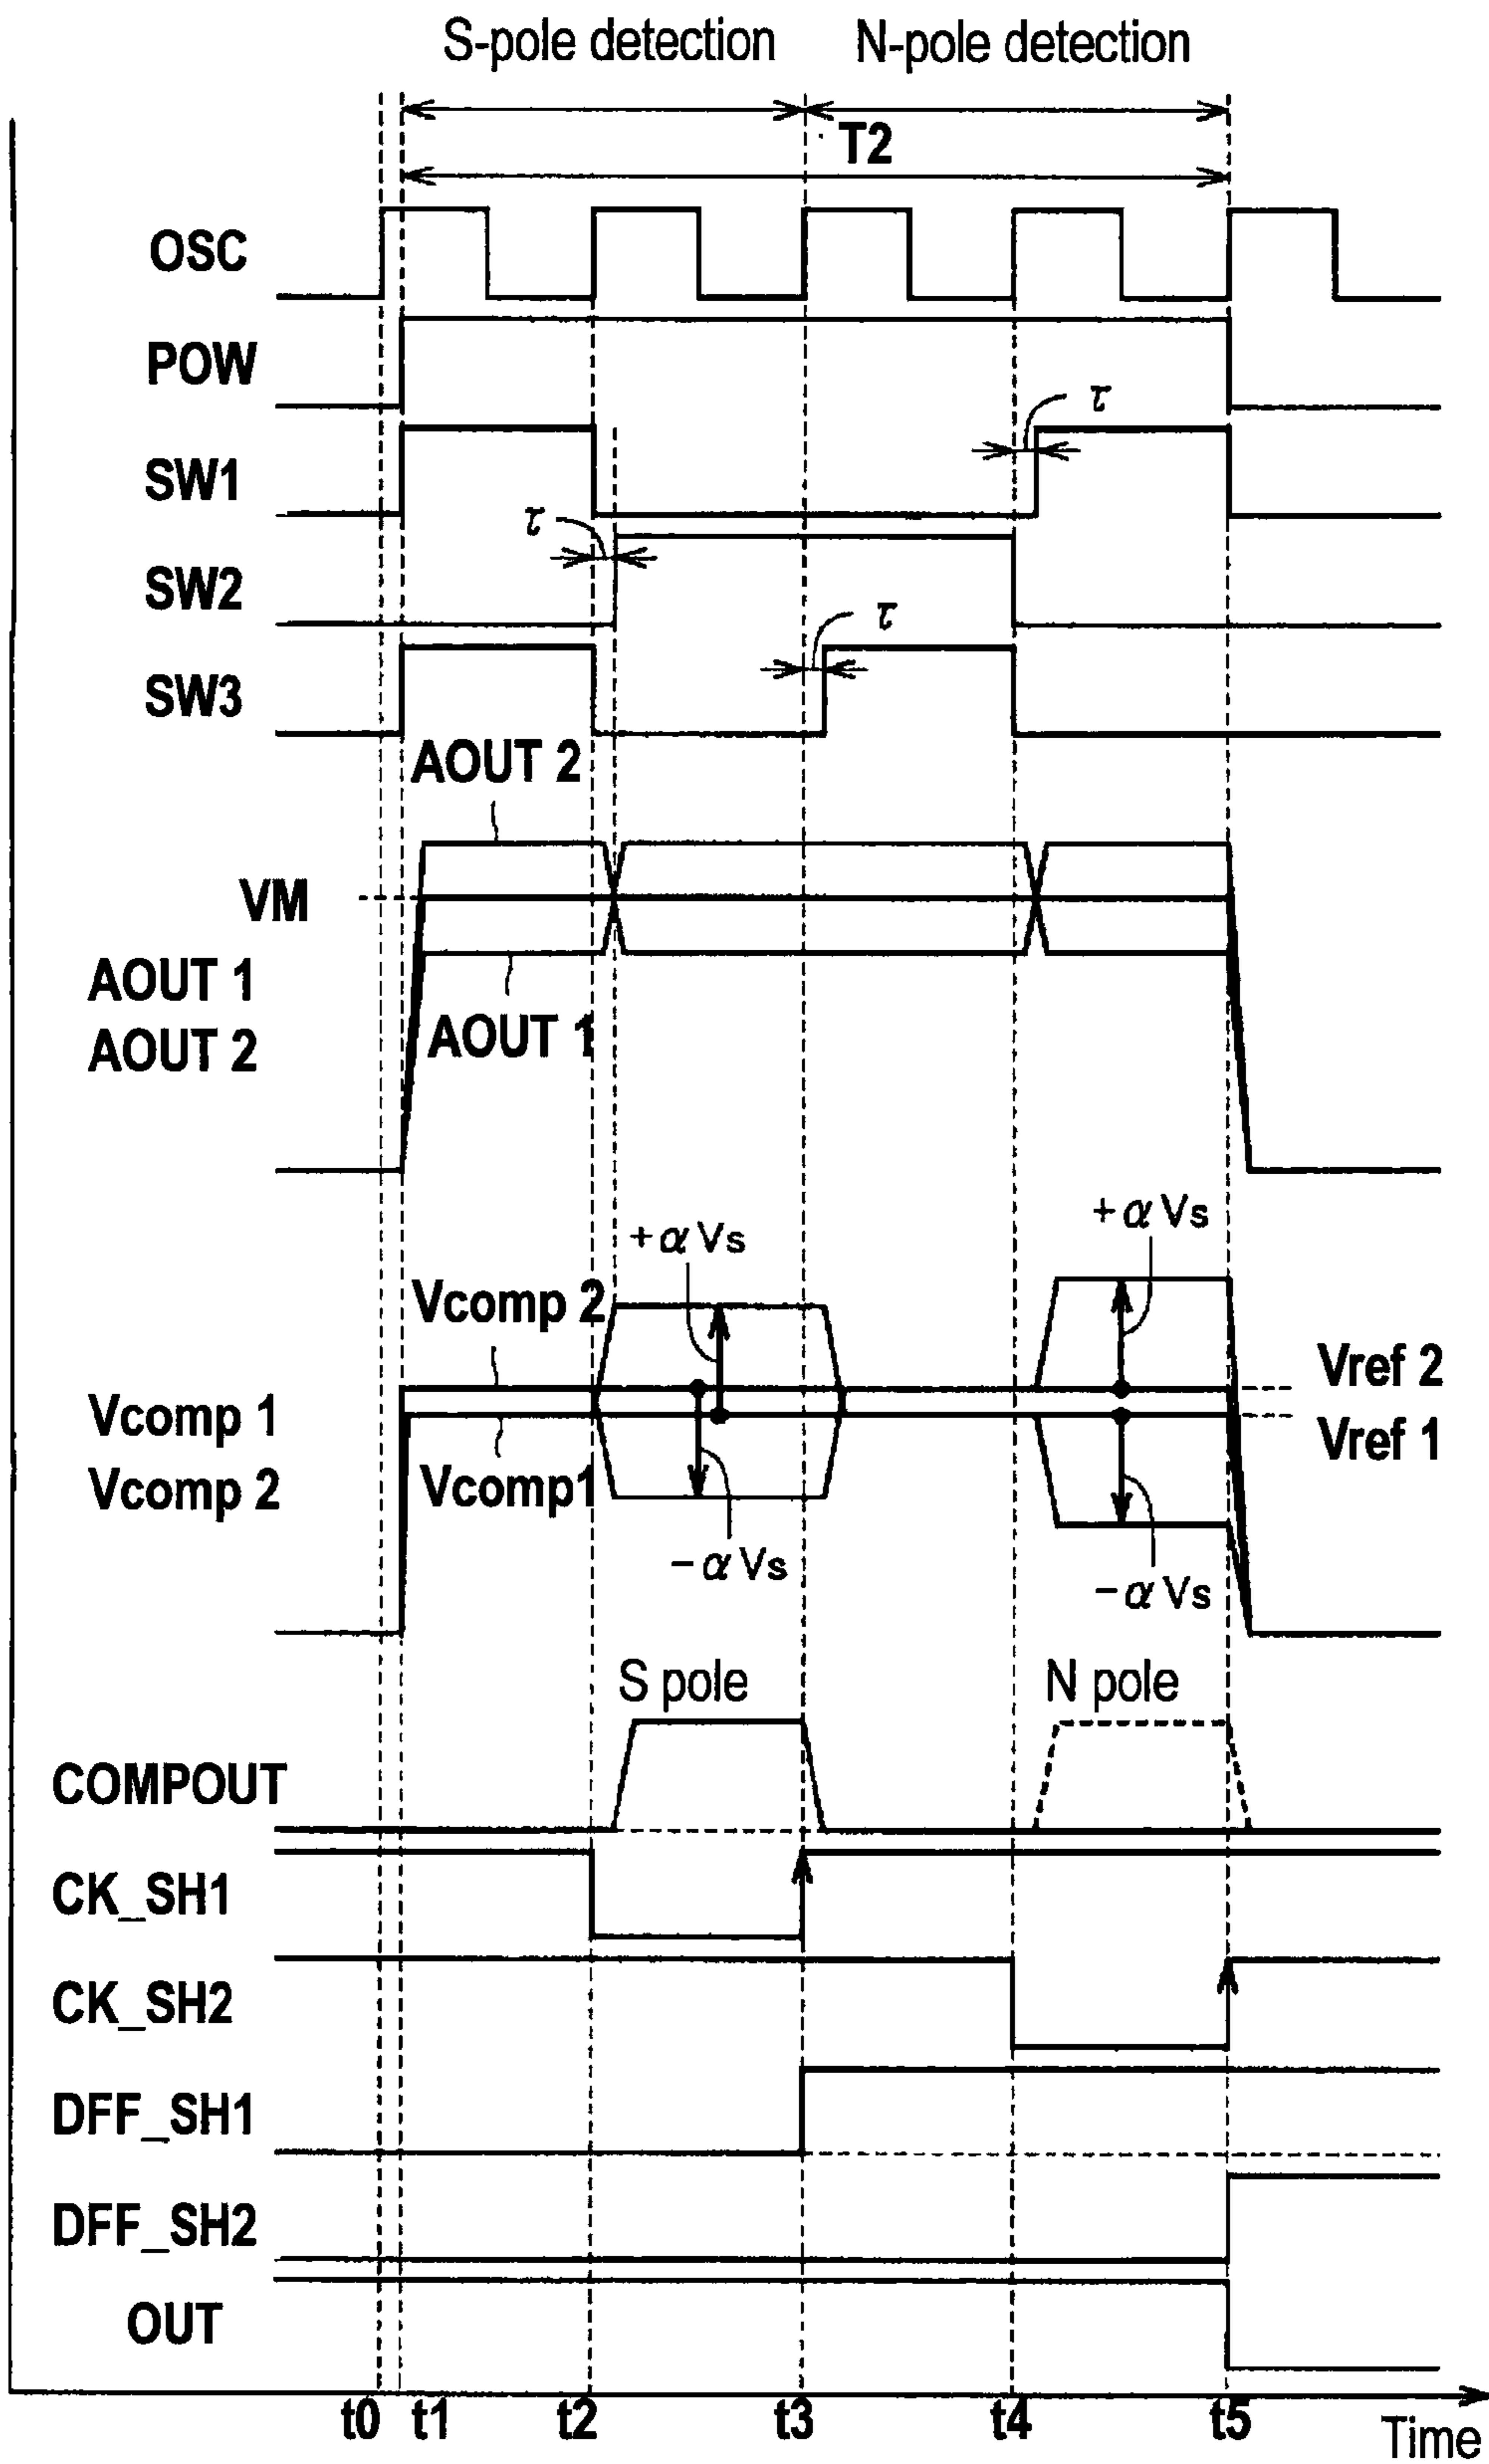 S-pole detection N-pole detection
T2
OSC
POW
τ
SW1
τ
SW2
τ
SW3
AOUT 2
VM
AOUT 1
AOUT 1
AOUT 2
+α Vs
+α Vs
Vcomp 2
Vref 2
Vcomp 1
Vref 1
Vcomp1
Vcomp 2
−α Vs
−α Vs
S pole
N pole
COMPOUT
CK_SH1
CK_SH2
DFF_SH1
DFF_SH2
OUT
t0 t1 t2 t3 t4 t5 Time